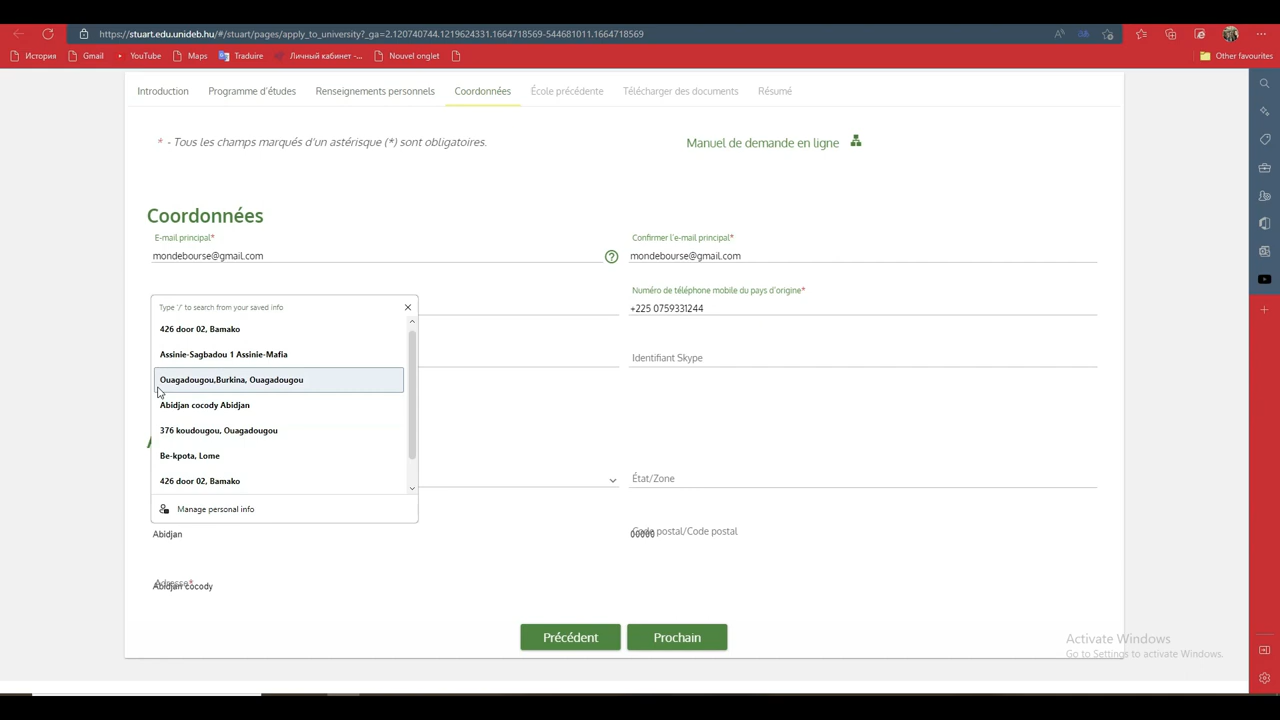 https://stuart.edu.unideb.hu/#/stuart/pages/apply_to_university?_ga=2.120740744.1219624331.1664718569-544681011.1664718569
История Gmail YouTube Maps Traduire Личный кабинет -... Nouvel onglet Other favourites
Introduction Programme d'études Renseignements personnels Coordonnées École précédente Télécharger des documents Résumé
* - Tous les champs marqués d'un astérisque (*) sont obligatoires.
Manuel de demande en ligne
Coordonnées
E-mail principal* Confirmer l'e-mail principal*
mondebourse@gmail.com mondebourse@gmail.com
Numéro de téléphone mobile du pays d'origine*
+225 0759331244
Identifiant Skype
Type '/' to search from your saved info
426 door 02, Bamako
Assinie-Sagbadou 1 Assinie-Mafia
Ouagadougou,Burkina, Ouagadougou
Abidjan cocody Abidjan
376 koudougou, Ouagadougou
Be-kpota, Lome
426 door 02, Bamako
Manage personal info
État/Zone
Abidjan
Code postal/Code postal
00000
Adresse*
Abidjan cocody
Précédent Prochain
Activate Windows
Go to Settings to activate Windows.